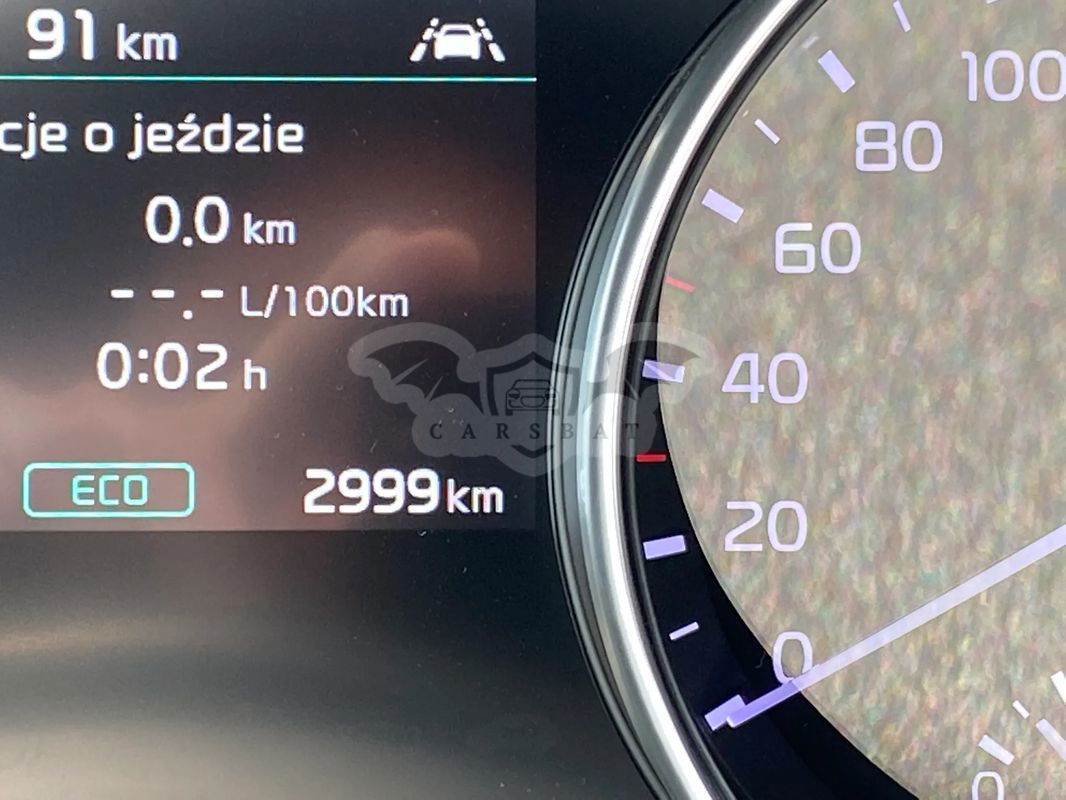 91 km
cje o jeździe
0.0 km
--.- L/100km
0:02 h
ECO
2999 km
100
80
60
40
20
0
0
CARSBAT